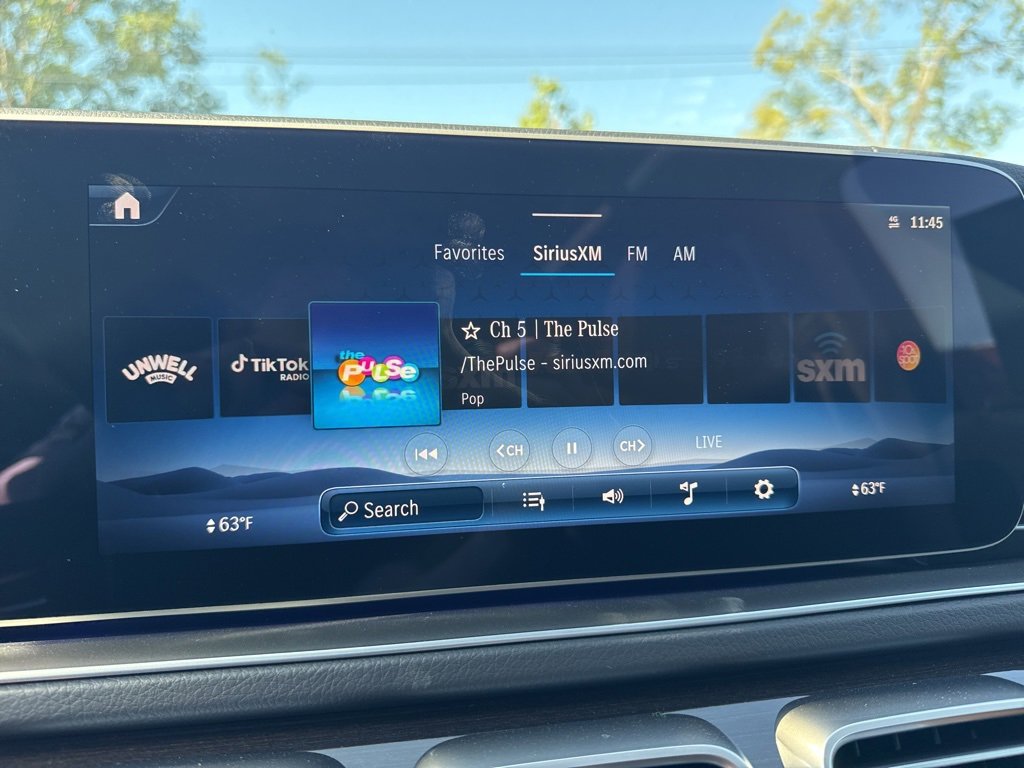 4G 11:45
Favorites SiriusXM FM AM
UNWELL
MUSIC
TikTok
RADIO
the
PULSE
Ch 5 | The Pulse
/ThePulse - siriusxm.com
Pop
sxm
<CH
CH>
LIVE
Search
63°F
63°F